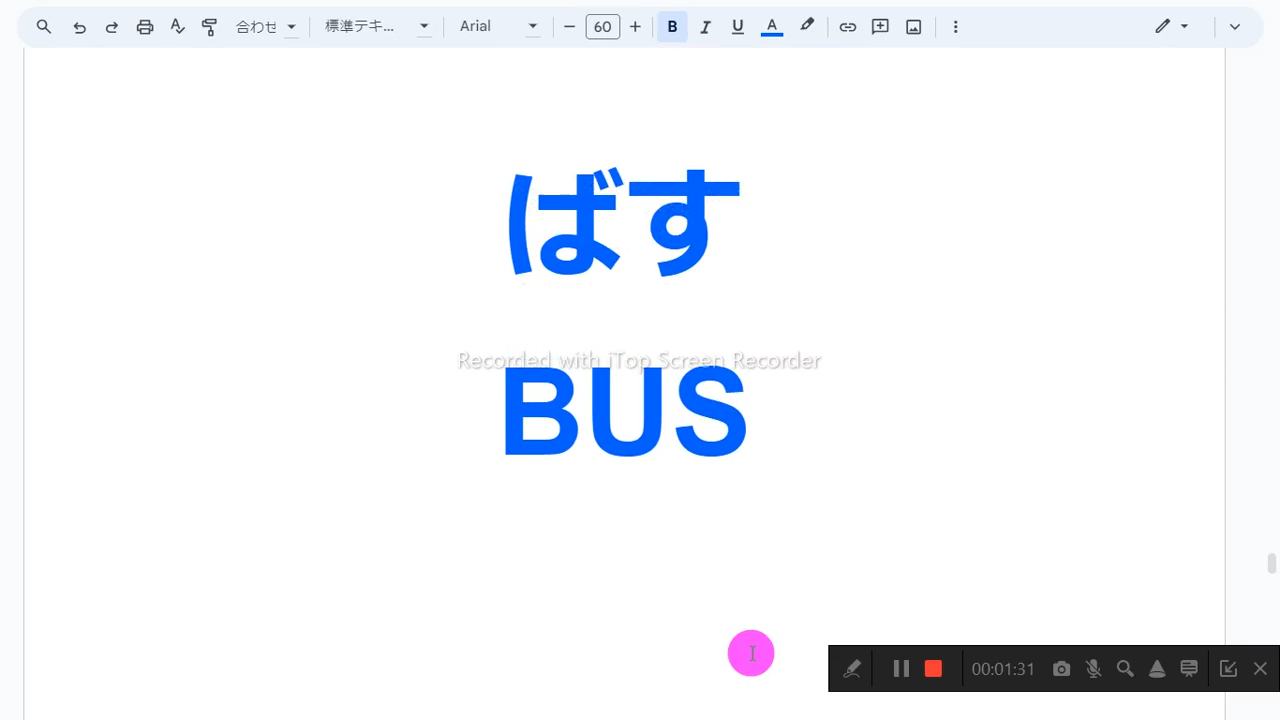 合わせ 標準テキ... Arial 60 B I U A
ばす
Recorded with iTop Screen Recorder
BUS
00:01:31